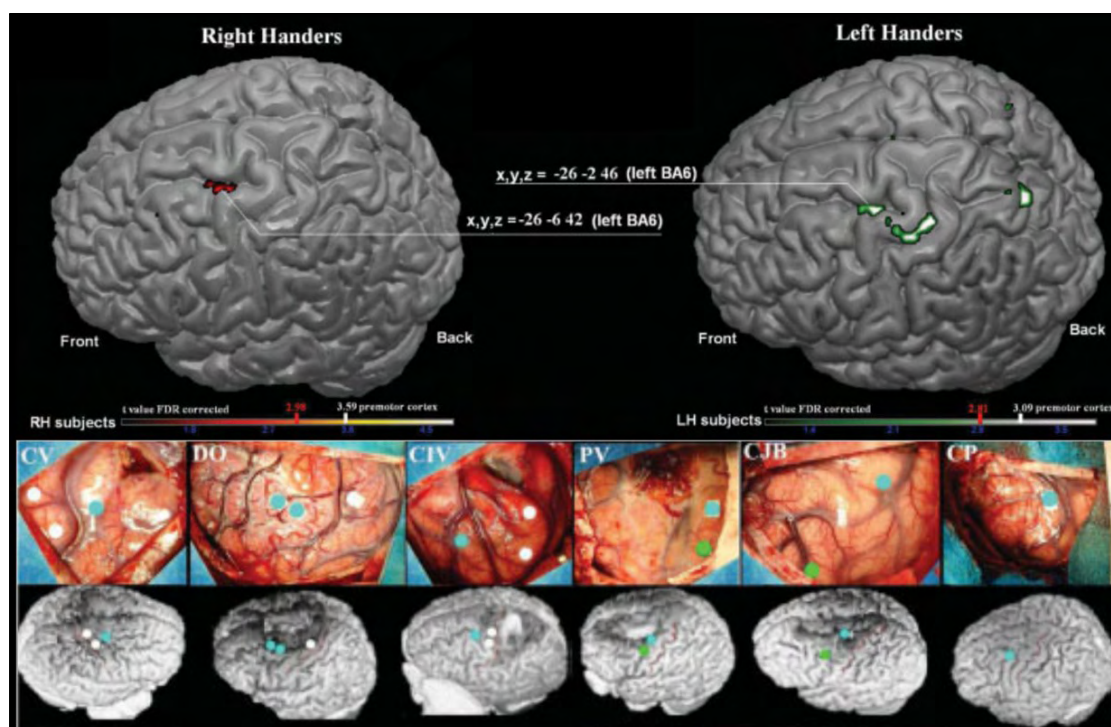 Right Handers
Left Handers
x,y,z = -26 -2 46 (left BA6)
x,y,z =-26 -6 42 (left BA6)
Front
Back
Front
Back
RH subjects
t value FDR corrected
2.98
3.59 premotor cortex
1.8
2.7
3.6
4.5
LH subjects
t value FDR corrected
2.81
3.09 premotor cortex
1.4
2.1
2.8
3.5
CV
DO
CIV
PV
CJB
CP